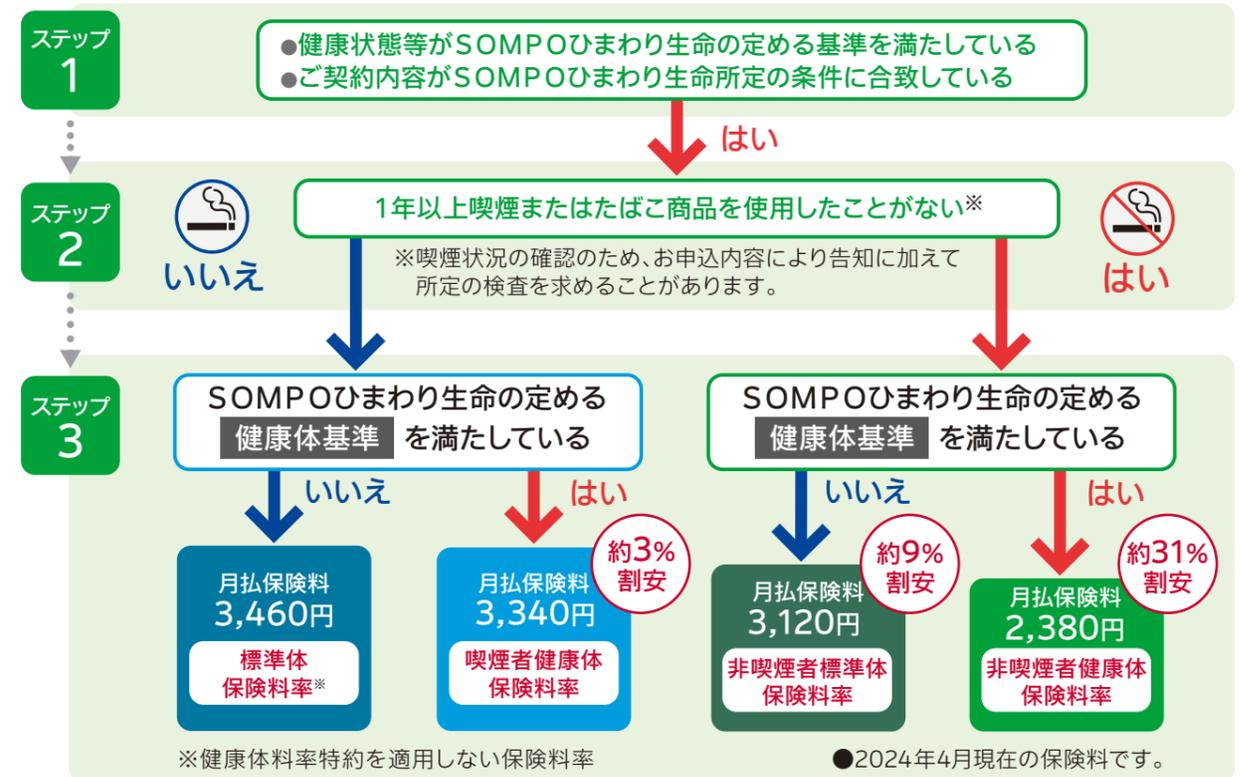 ステップ
1
●健康状態等がSOMPOひまわり生命の定める基準を満たしている
●ご契約内容がSOMPOひまわり生命所定の条件に合致している
はい
ステップ
2
いいえ
1年以上喫煙またはたばこ商品を使用したことがない※
※喫煙状況の確認のため、お申込内容により告知に加えて
所定の検査を求めることがあります。
はい
ステップ
3
SOMPOひまわり生命の定める
健康体基準 を満たしている
SOMPOひまわり生命の定める
健康体基準 を満たしている
いいえ
はい
いいえ
はい
月払保険料
3,460円
標準体
保険料率※
約3%
割安
月払保険料
3,340円
喫煙者健康体
保険料率
約9%
割安
月払保険料
3,120円
非喫煙者標準体
保険料率
約31%
割安
月払保険料
2,380円
非喫煙者健康体
保険料率
※健康体料率特約を適用しない保険料率
●2024年4月現在の保険料です。